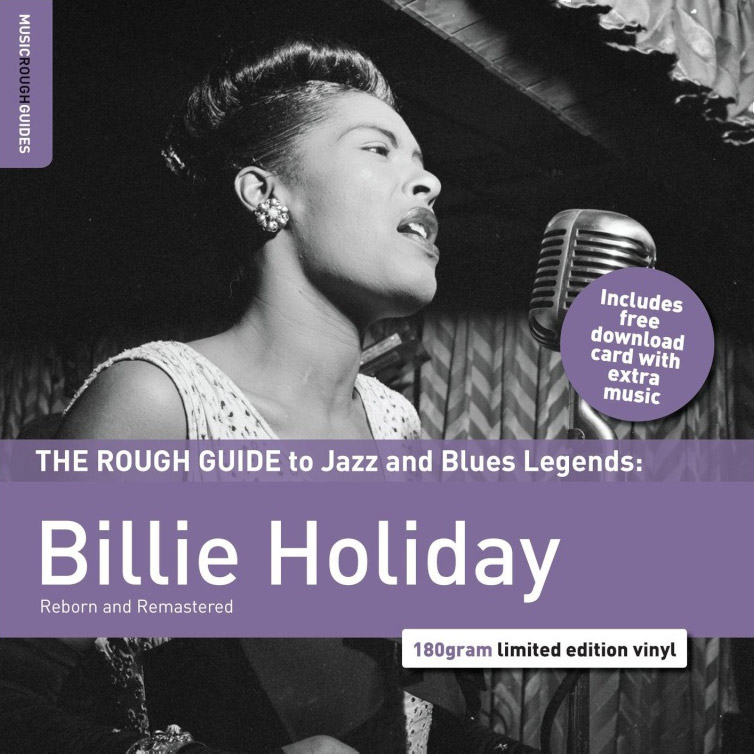 MUSICROUGHGUIDES
Includes
free
download
card with
extra
music
THE ROUGH GUIDE to Jazz and Blues Legends:
Billie Holiday
Reborn and Remastered
180gram limited edition vinyl